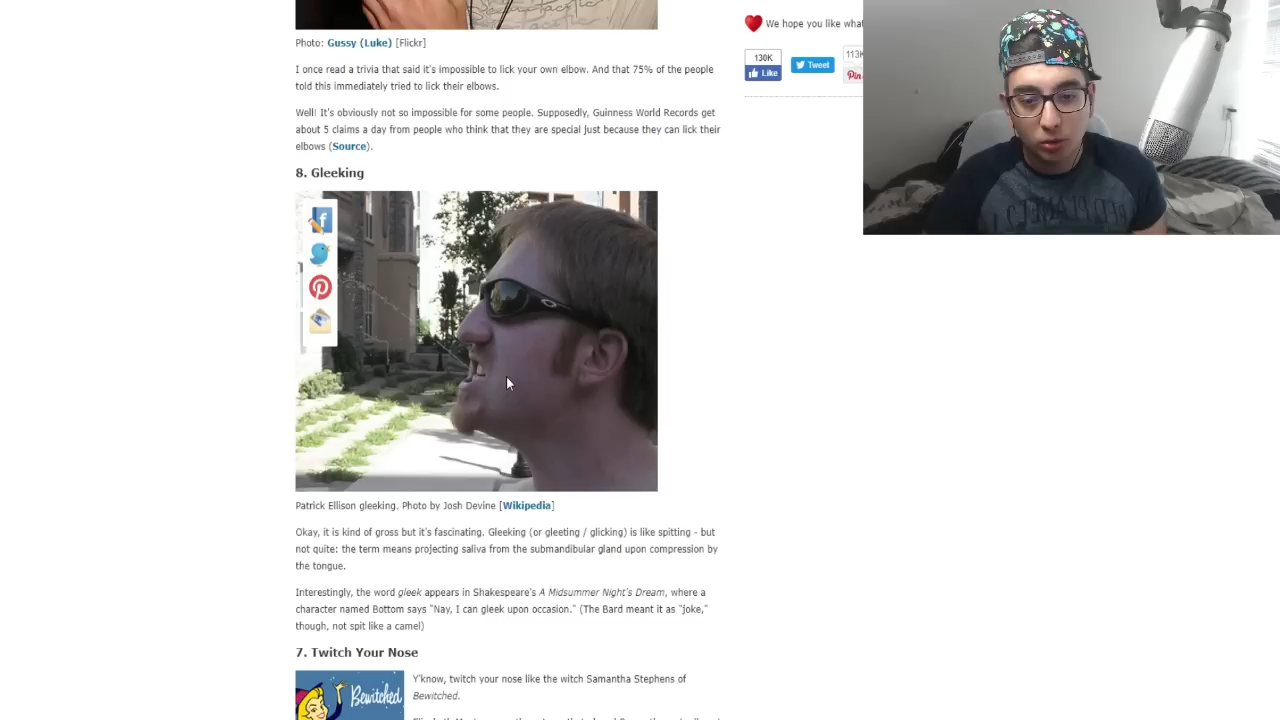 Photo: Gussy (Luke) [Flickr]
I once read a trivia that said it's impossible to lick your own elbow. And that 75% of the people
told this immediately tried to lick their elbows.
Well! It's obviously not so impossible for some people. Supposedly, Guinness World Records get
about 5 claims a day from people who think that they are special just because they can lick their
elbows (Source).
8. Gleeking
Patrick Ellison gleeking. Photo by Josh Devine [Wikipedia]
Okay, it is kind of gross but it's fascinating. Gleeking (or gleeting / glicking) is like spitting - but
not quite: the term means projecting saliva from the submandibular gland upon compression by
the tongue.
Interestingly, the word gleek appears in Shakespeare's A Midsummer Night's Dream, where a
character named Bottom says "Nay, I can gleek upon occasion." (The Bard meant it as "joke,"
though, not spit like a camel)
7. Twitch Your Nose
Bewitched
Y'know, twitch your nose like the witch Samantha Stephens of
Bewitched.
We hope you like what
130K
Like
Tweet
113K
Pin